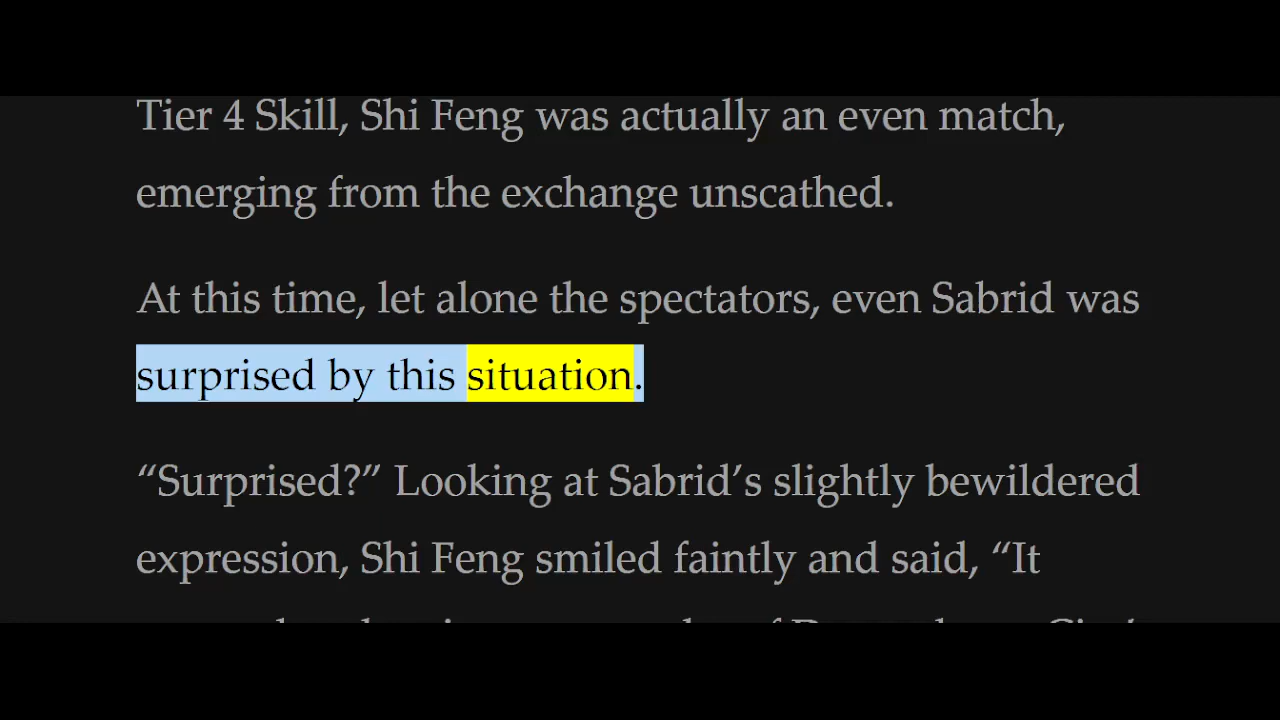 Tier 4 Skill, Shi Feng was actually an even match,
emerging from the exchange unscathed.
At this time, let alone the spectators, even Sabrid was
surprised by this situation.
“Surprised?” Looking at Sabrid’s slightly bewildered
expression, Shi Feng smiled faintly and said, “It